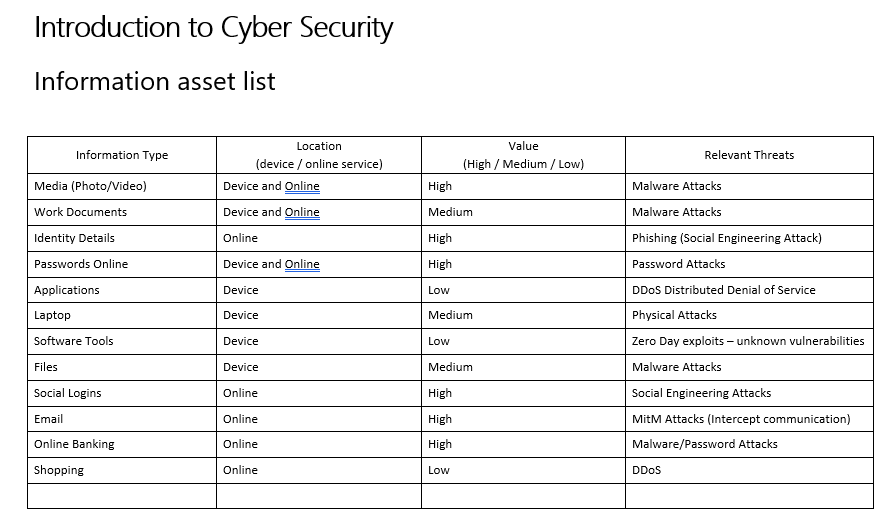 Introduction to Cyber Security
Information asset list
Information Type
Location
(device / online service)
Value
(High / Medium / Low)
Relevant Threats
Media (Photo/Video) Device and Online High Malware Attacks
Work Documents Device and Online Medium Malware Attacks
Identity Details Online High Phishing (Social Engineering Attack)
Passwords Online Device and Online High Password Attacks
Applications Device Low DDoS Distributed Denial of Service
Laptop Device Medium Physical Attacks
Software Tools Device Low Zero Day exploits – unknown vulnerabilities
Files Device Medium Malware Attacks
Social Logins Online High Social Engineering Attacks
Email Online High MitM Attacks (Intercept communication)
Online Banking Online High Malware/Password Attacks
Shopping Online Low DDoS